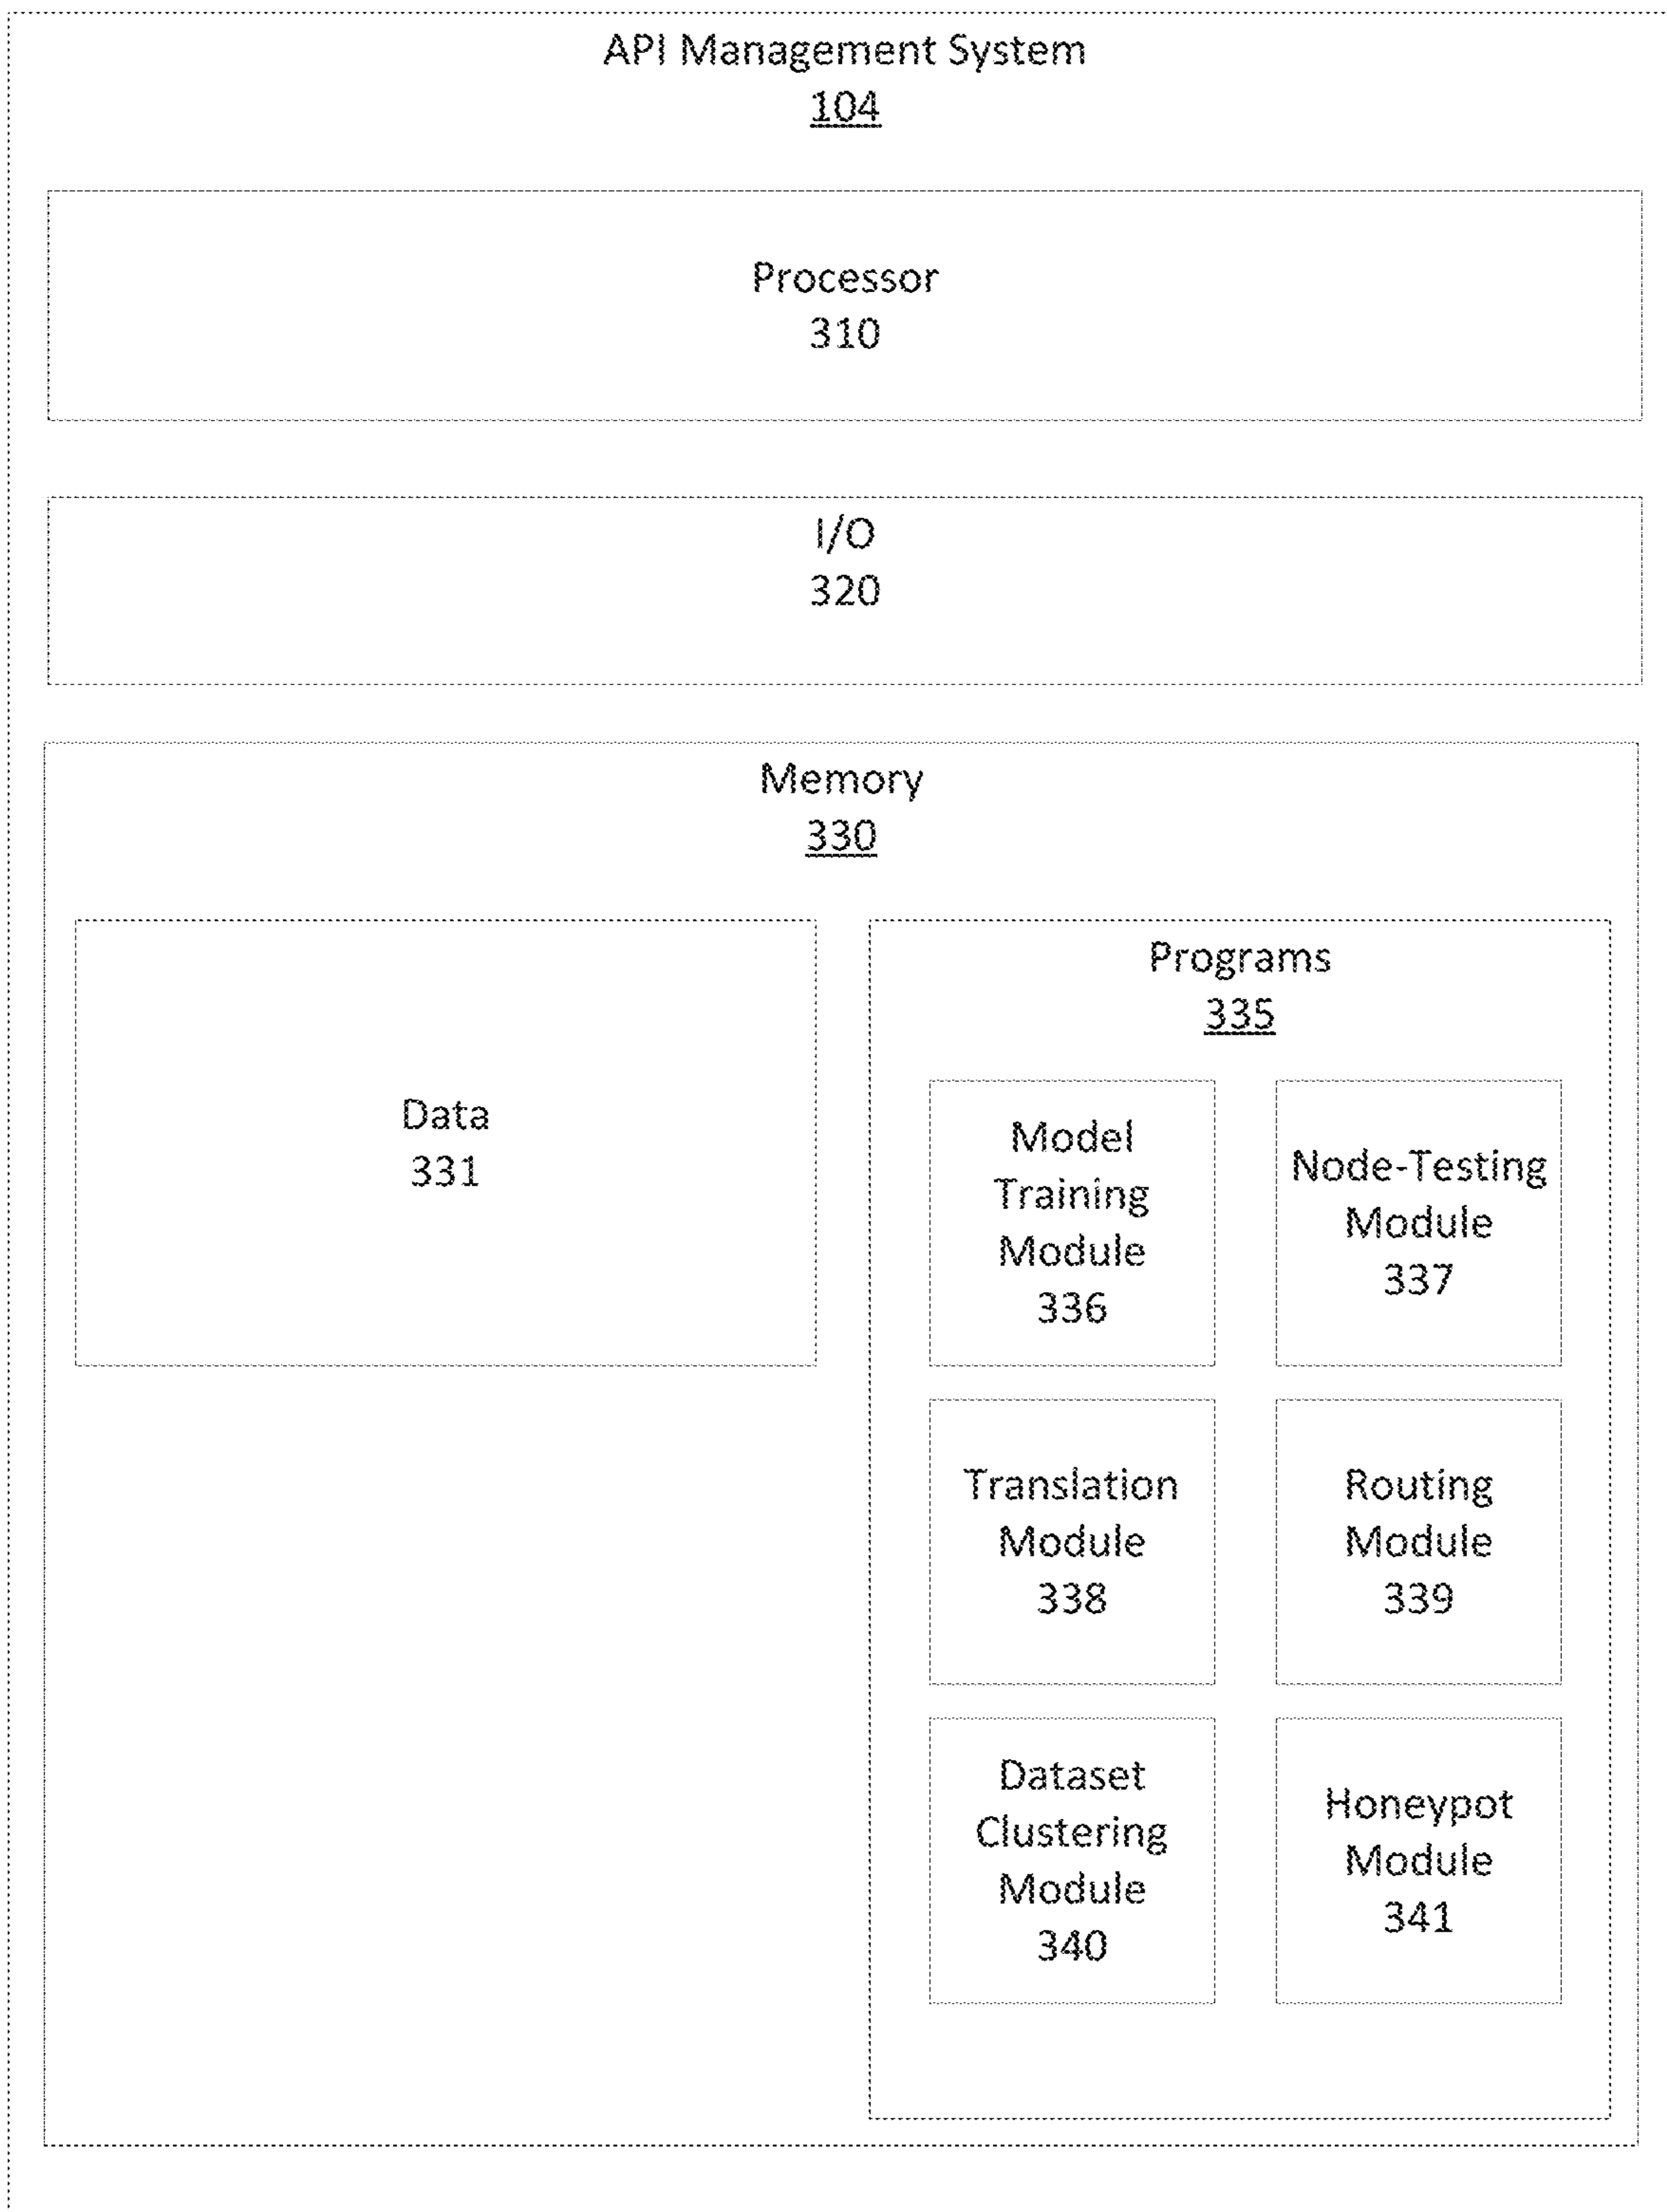 API Management System
104
Processor
310
I/O
320
Memory
330
Data
331
Programs
335
Model
Training
Module
336
Node-Testing
Module
337
Translation
Module
338
Routing
Module
339
Dataset
Clustering
Module
340
Honeypot
Module
341